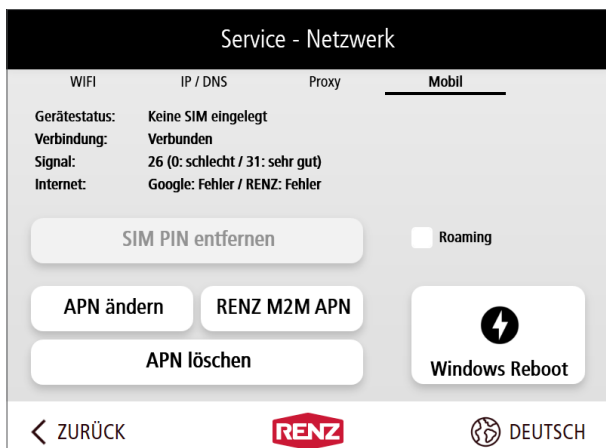 Service - Netzwerk
WIFI IP / DNS Proxy Mobil
Gerätestatus: Keine SIM eingelegt
Verbindung: Verbunden
Signal: 26 (0: schlecht / 31: sehr gut)
Internet: Google: Fehler / RENZ: Fehler
SIM PIN entfernen Roaming
APN ändern RENZ M2M APN
APN löschen Windows Reboot
ZURÜCK RENZ DEUTSCH